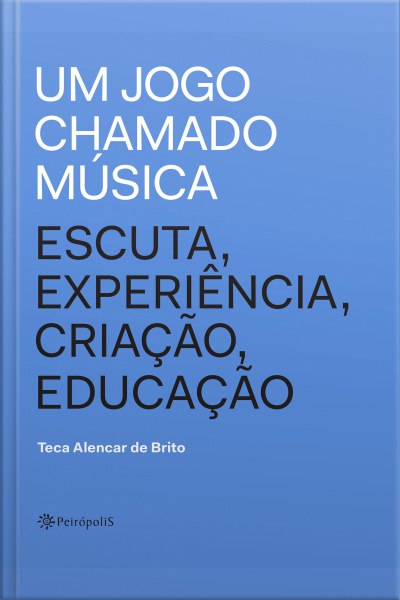 UM JOGO
CHAMADO
MÚSICA
ESCUTA,
EXPERIÊNCIA,
CRIAÇÃO,
EDUCAÇÃO
Teca Alencar de Brito
PeirópoliS